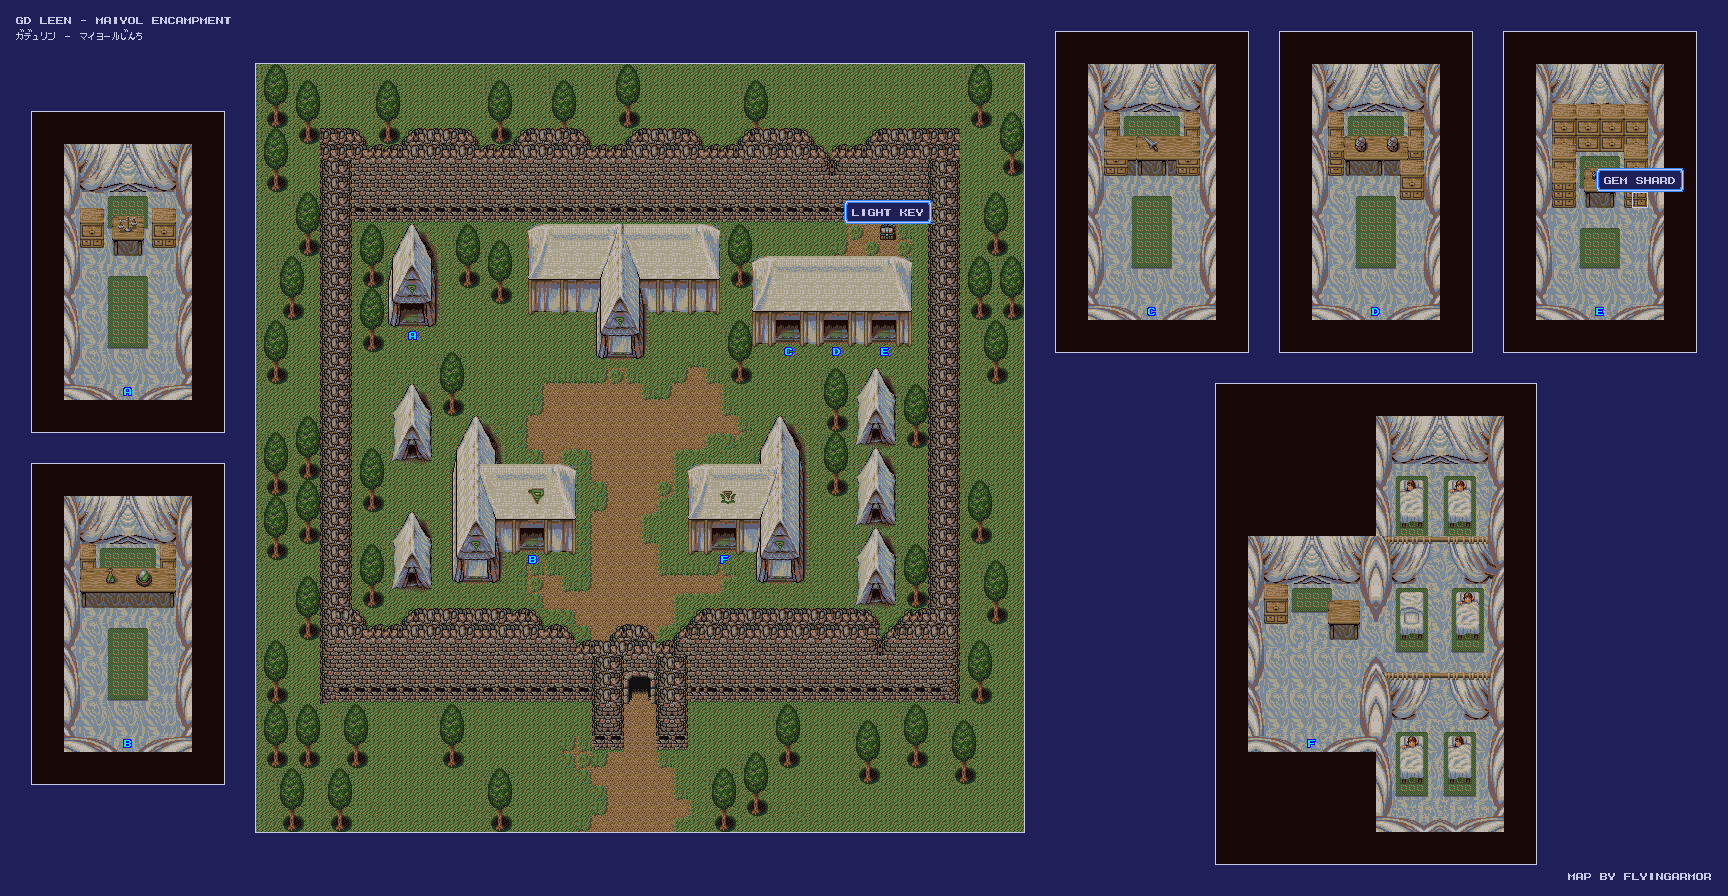 GD LEEN - MAIVOL ENCAMPMENT
ガデュリン - マイヨールじんち
LIGHT KEY
GEM SHARD
A
C
D
E
B
F
A
B
C
D
E
F
MAP BY FLYINGARMOR